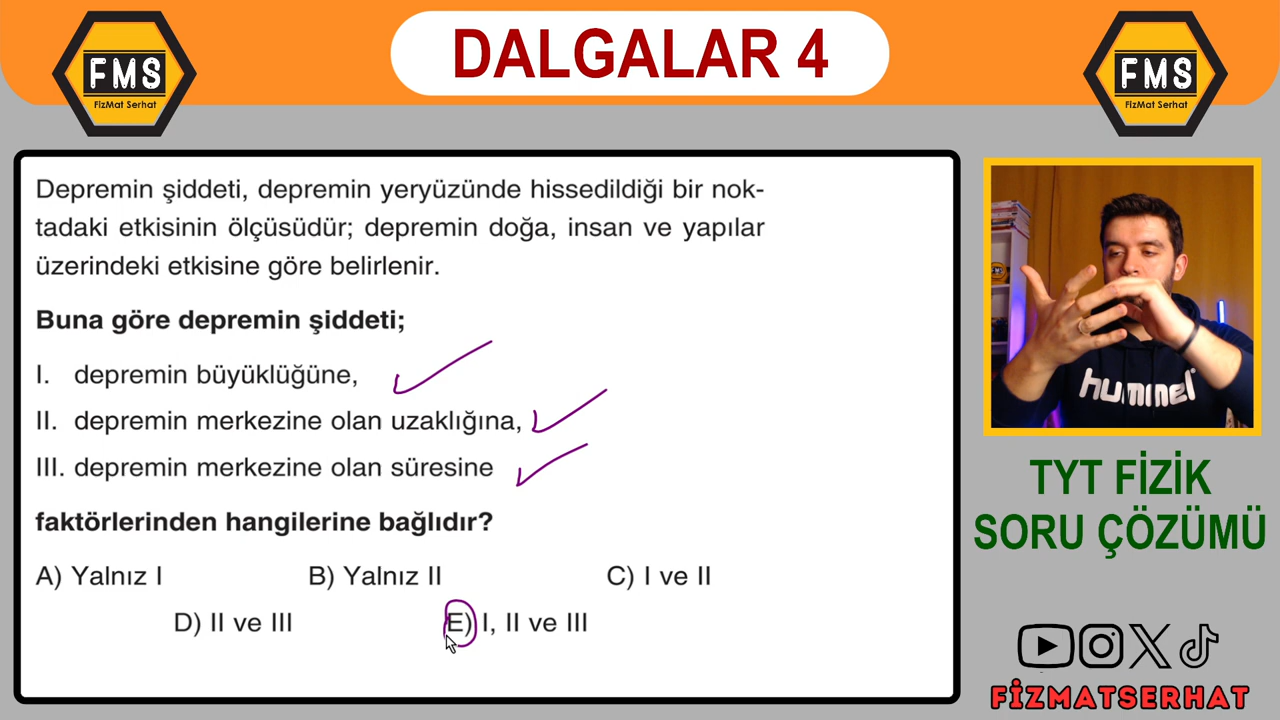 FMS
FizMat Serhat
DALGALAR 4
FMS
FizMat Serhat
Depremin şiddeti, depremin yeryüzünde hissedildiği bir nok-
tadaki etkisinin ölçüsüdür; depremin doğa, insan ve yapılar
üzerindeki etkisine göre belirlenir.
Buna göre depremin şiddeti;
I. depremin büyüklüğüne,
II. depremin merkezine olan uzaklığına,
III. depremin merkezine olan süresine
faktörlerinden hangilerine bağlıdır?
A) Yalnız I B) Yalnız II C) I ve II
D) II ve III E) I, II ve III
hummel
TYT FİZİK
SORU ÇÖZÜMÜ
FİZMATSERHAT